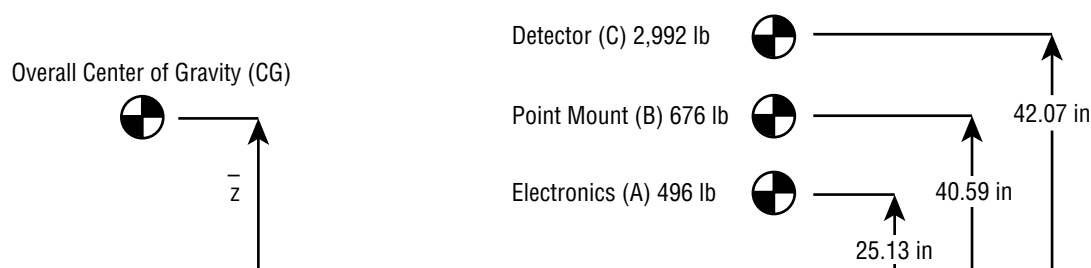 Detector (C) 2,992 lb
Overall Center of Gravity (CG)
Point Mount (B) 676 lb
42.07 in
z̅
Electronics (A) 496 lb
40.59 in
25.13 in